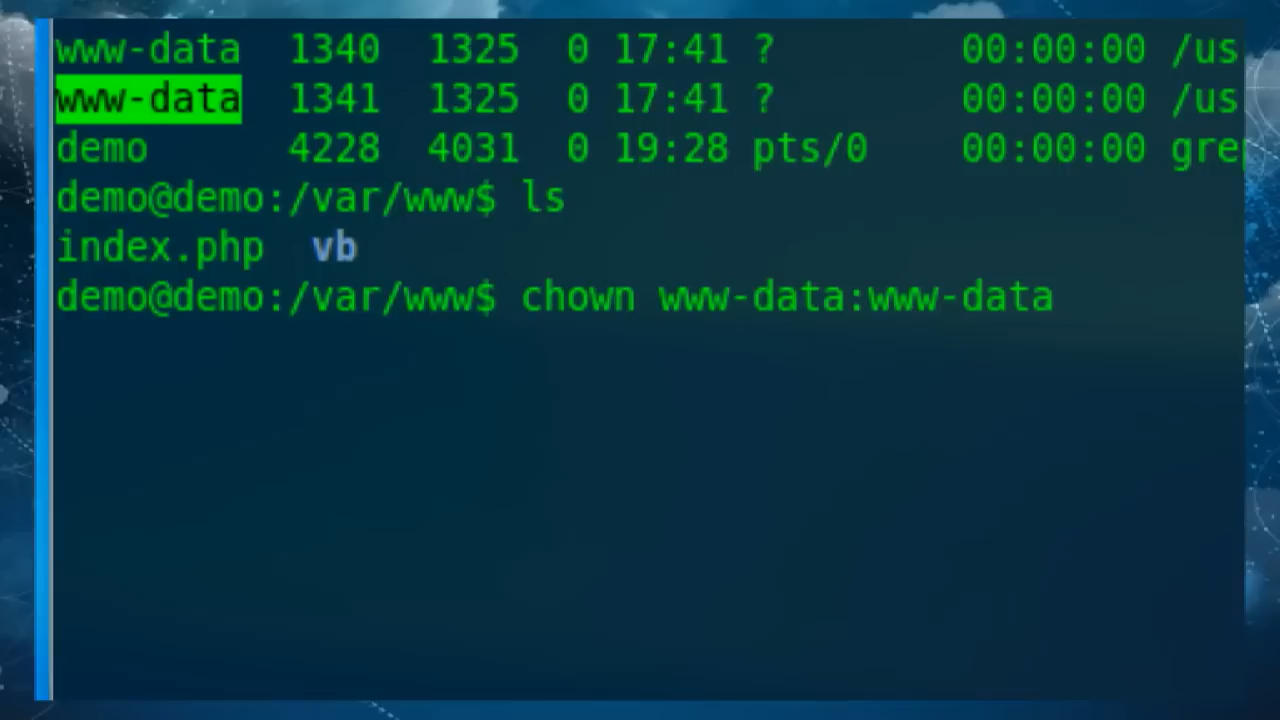 www-data 1340 1325 0 17:41 ? 00:00:00 /us
www-data 1341 1325 0 17:41 ? 00:00:00 /us
demo 4228 4031 0 19:28 pts/0 00:00:00 gre
demo@demo:/var/www$ ls
index.php vb
demo@demo:/var/www$ chown www-data:www-data